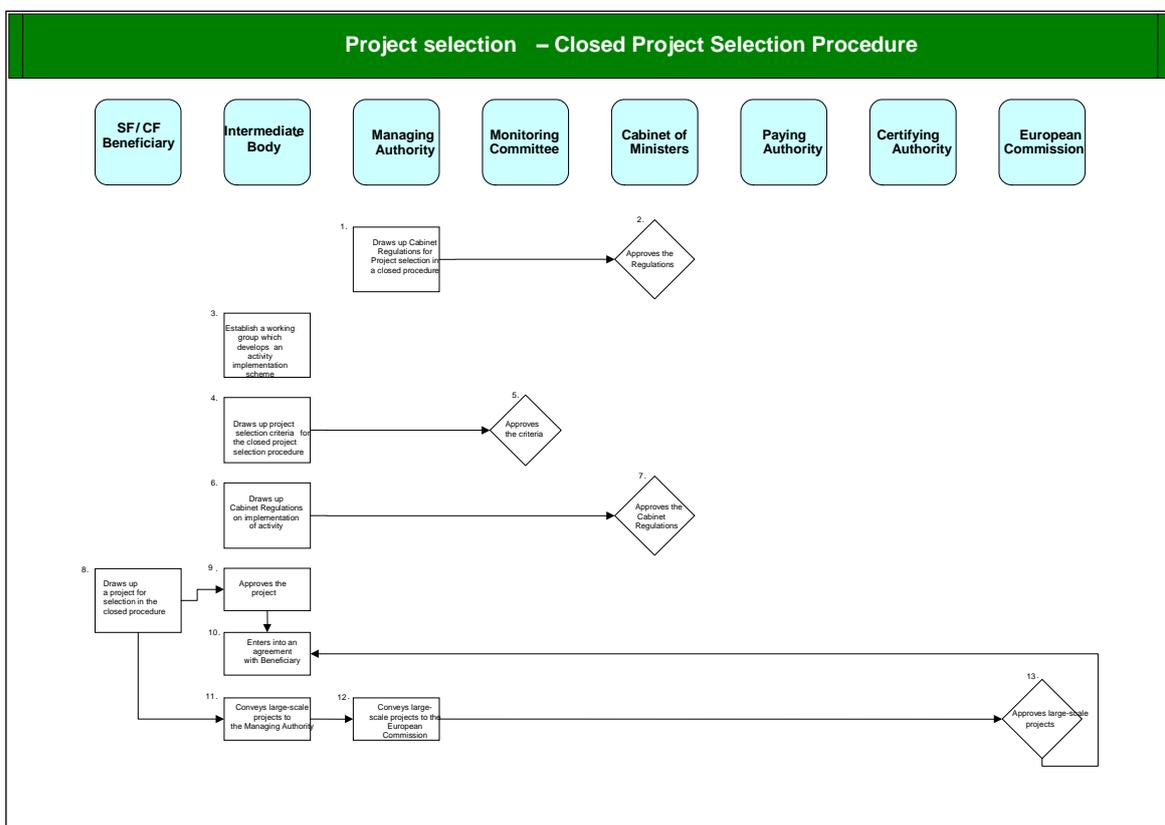 Project selection – Closed Project Selection Procedure
SF/CF
Beneficiary
Intermediate
Body
Managing
Authority
Monitoring
Committee
Cabinet of
Ministers
Paying
Authority
Certifying
Authority
European
Commission
1.
Draws up Cabinet
Regulations for
Project selection in
a closed procedure
2.
Approves the
Regulations
3.
Establish a working
group which
develops an
activity
implementation
scheme
4.
Draws up project
selection criteria for
the closed project
selection procedure
5.
Approves
the criteria
6.
Draws up
Cabinet Regulations
on implementation
of activity
7.
Approves the
Cabinet
Regulations
8.
Draws up
a project for
selection in the
closed procedure
9.
Approves the
project
10.
Enters into an
agreement
with Beneficiary
11.
Conveys large-scale
projects to
the Managing Authority
12.
Conveys large-
scale projects to the
European
Commission
13.
Approves large-scale
projects